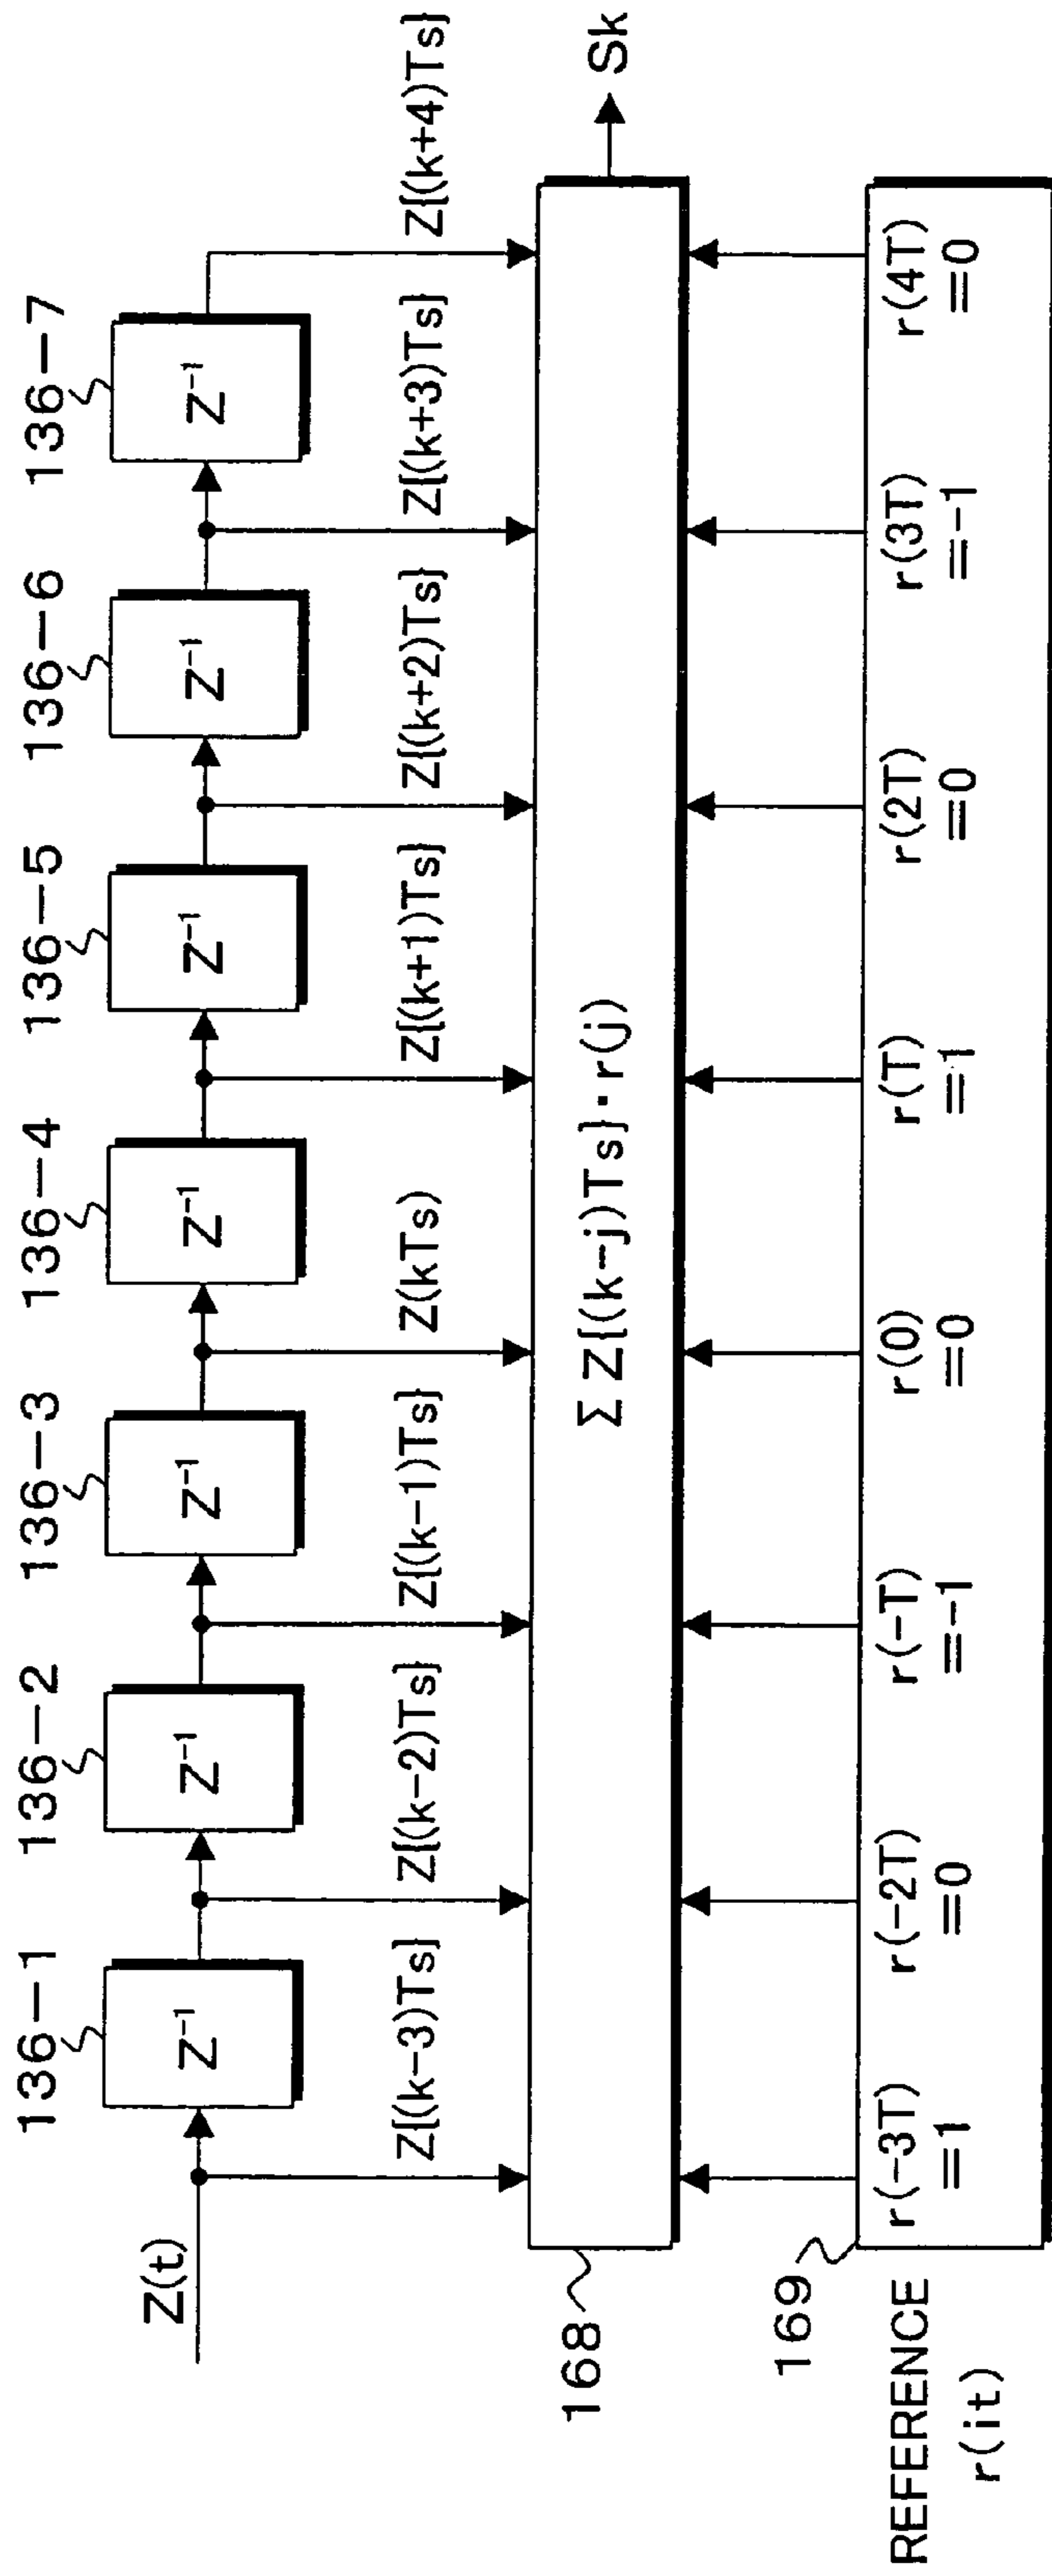 136-1 136-2 136-3 136-4 136-5 136-6 136-7
Z(t)
Z⁻¹ Z⁻¹ Z⁻¹ Z⁻¹ Z⁻¹ Z⁻¹ Z⁻¹
Z{(k-3)Ts} Z{(k-2)Ts} Z{(k-1)Ts} Z(kTs) Z{(k+1)Ts} Z{(k+2)Ts} Z{(k+3)Ts} Z{(k+4)Ts}
168
Σ Z{(k-j)Ts}·r(j)
Sk
169
REFERENCE
r(it)
r(-3T) r(-2T) r(-T) r(0) r(T) r(2T) r(3T) r(4T)
=1 =0 =-1 =0 =1 =0 =-1 =0